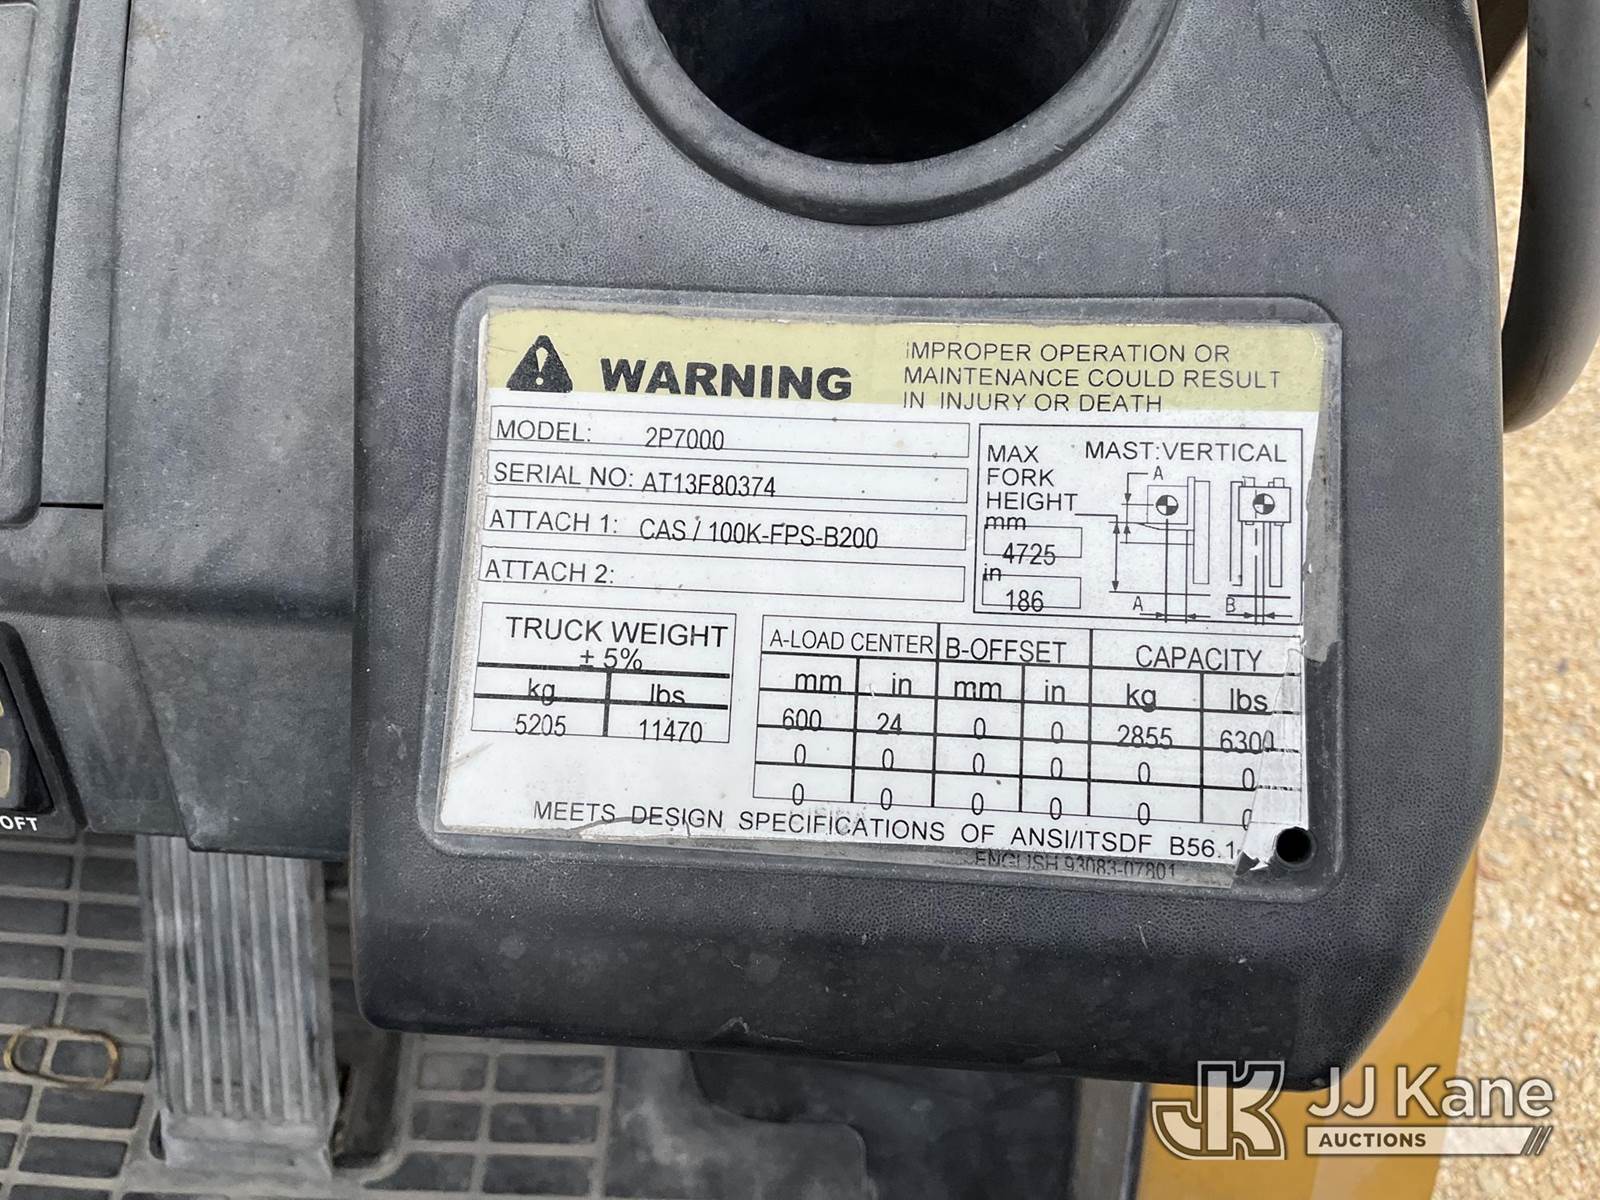 WARNING
IMPROPER OPERATION OR
MAINTENANCE COULD RESULT
IN INJURY OR DEATH
MODEL: 2P7000
SERIAL NO: AT13F80374
ATTACH 1: CAS / 100K-FPS-B200
ATTACH 2:
MAX FORK HEIGHT
mm
4725
in
186
MAST:VERTICAL
A
A
B
TRUCK WEIGHT
± 5%
kg lbs
5205 11470
A-LOAD CENTER B-OFFSET CAPACITY
mm in mm in kg lbs
600 24 0 0 2855 6300
0 0 0 0 0 0
0 0 0 0 0 0
MEETS DESIGN SPECIFICATIONS OF ANSI/ITSDF B56.1
ENGLISH 93083-07801
OFT
JK JJ Kane
AUCTIONS